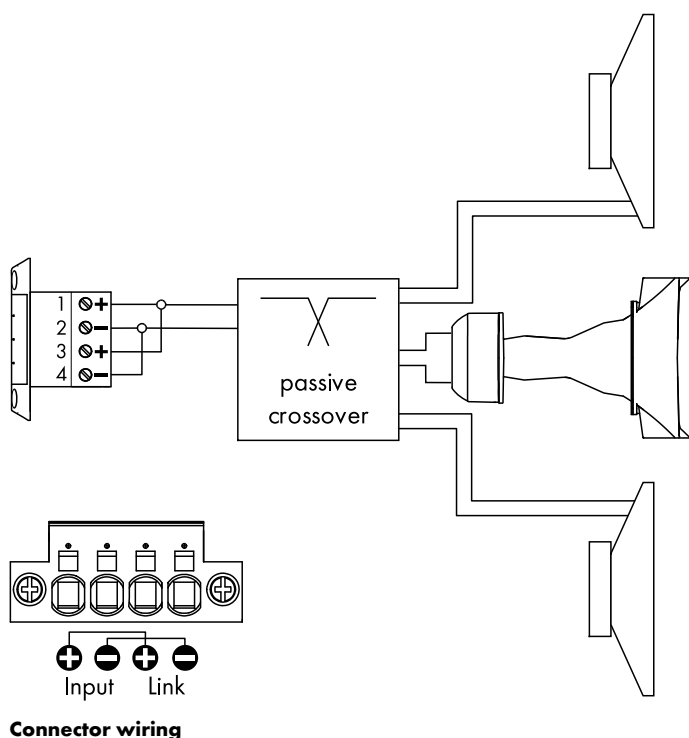 1 +
2 −
3 +
4 −
passive
crossover
+ − + −
Input Link
Connector wiring